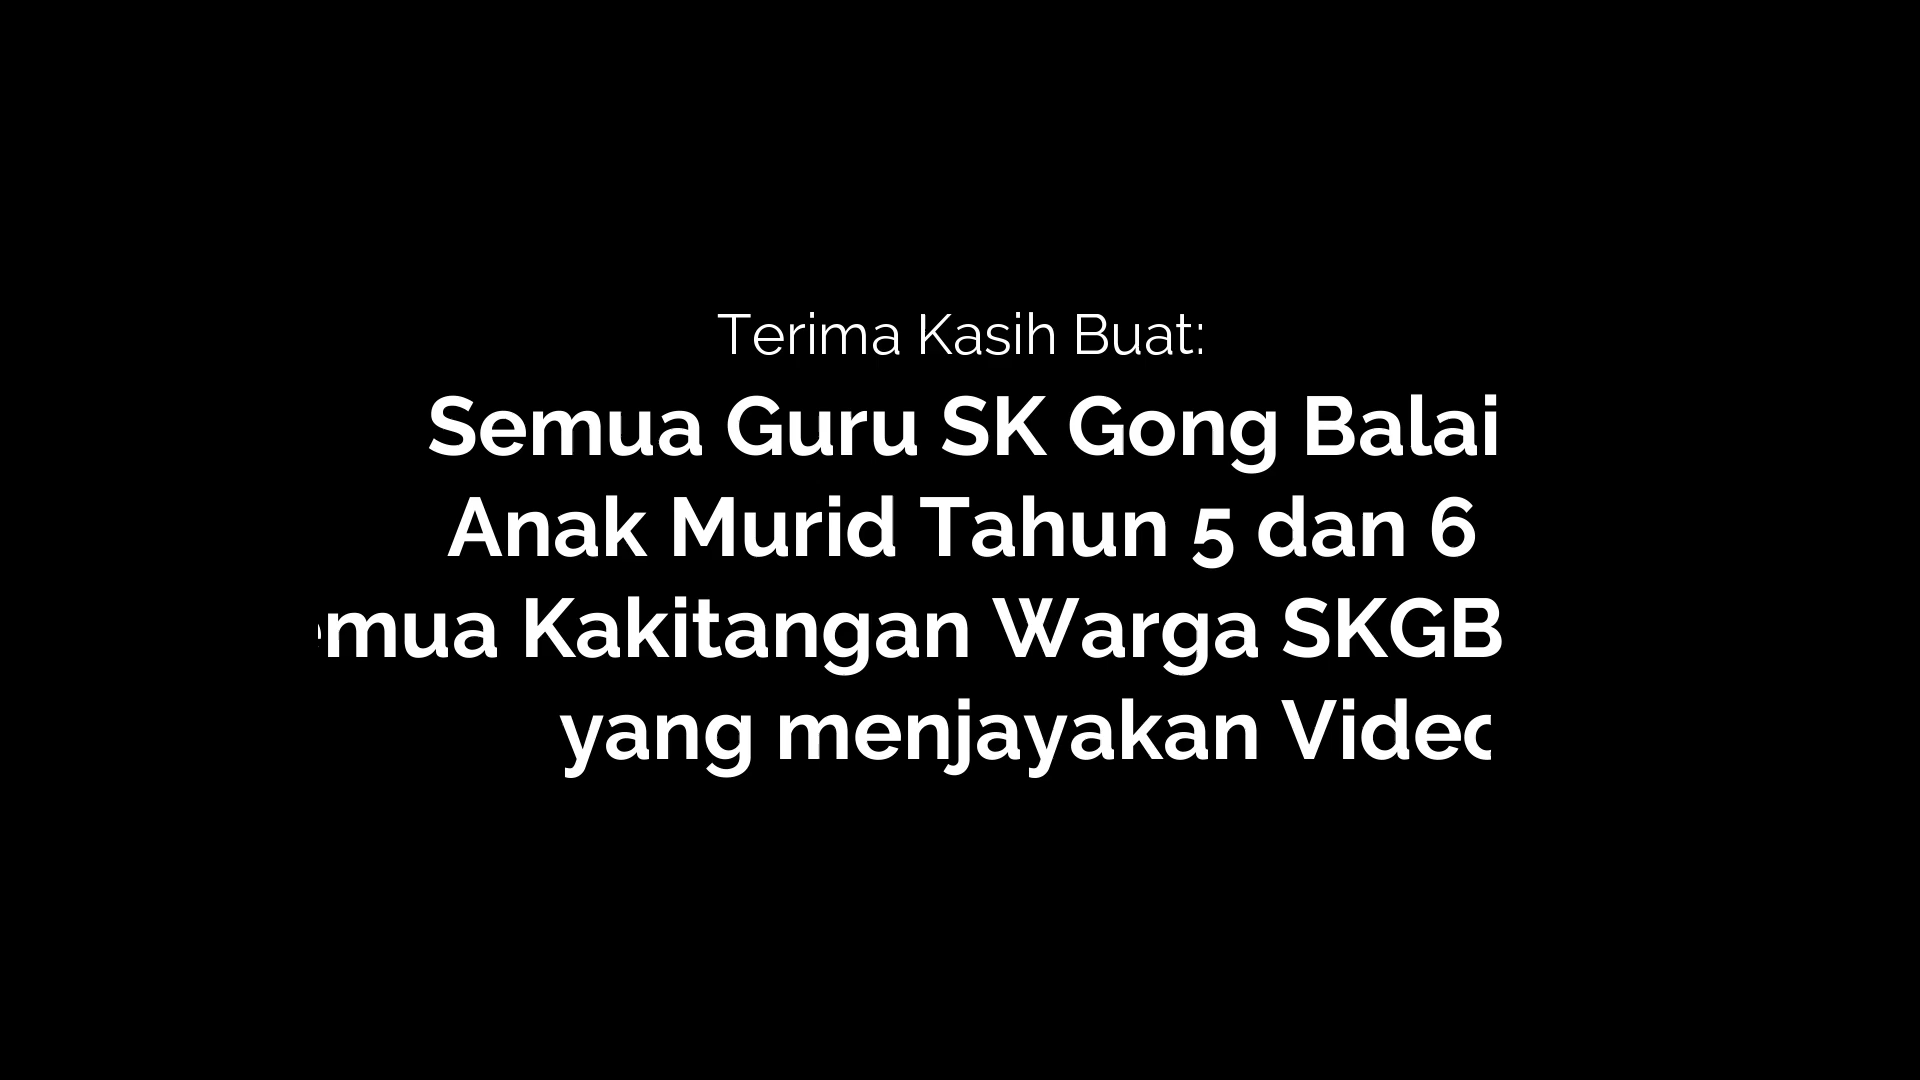 Terima Kasih Buat:
Semua Guru SK Gong Balai
Anak Murid Tahun 5 dan 6
emua Kakitangan Warga SKGB
yang menjayakan Video